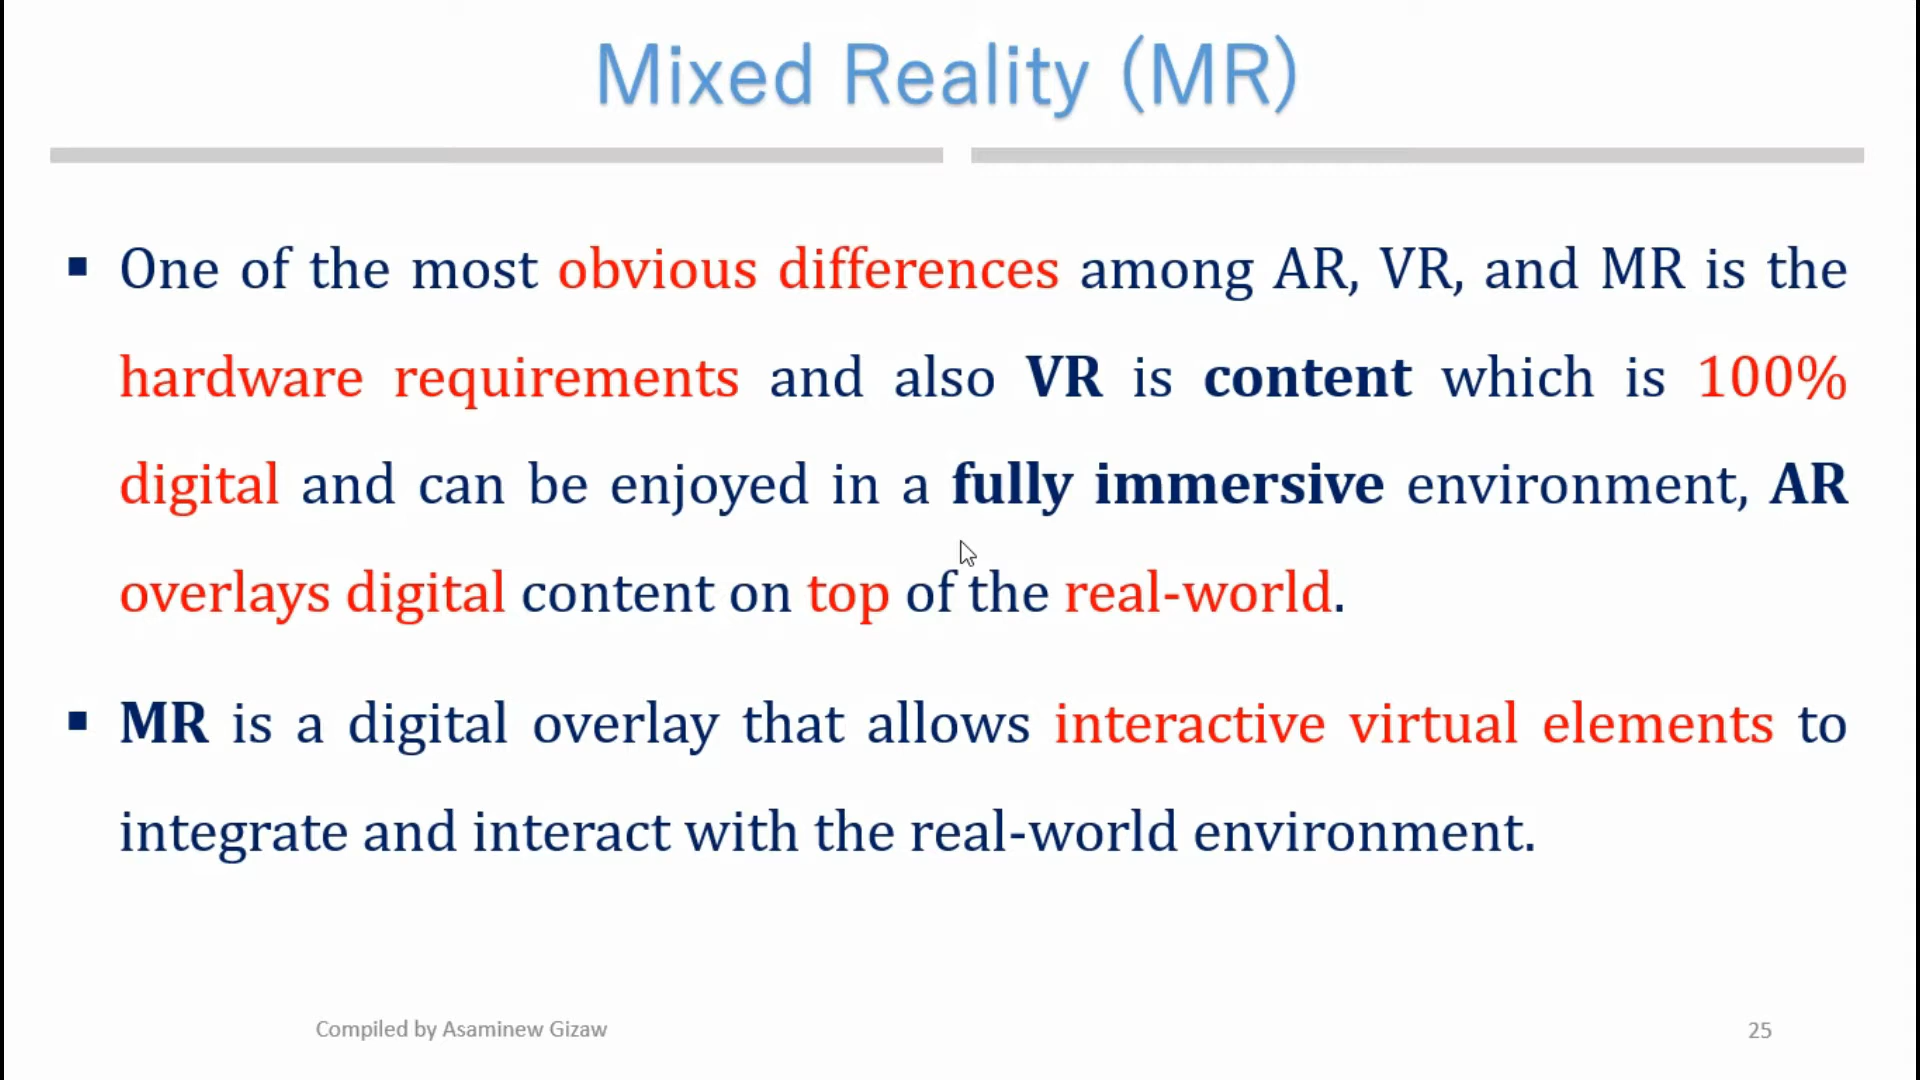 Mixed Reality (MR)
▪ One of the most obvious differences among AR, VR, and MR is the
hardware requirements and also VR is content which is 100%
digital and can be enjoyed in a fully immersive environment, AR
overlays digital content on top of the real-world.
▪ MR is a digital overlay that allows interactive virtual elements to
integrate and interact with the real-world environment.
Compiled by Asaminew Gizaw
25